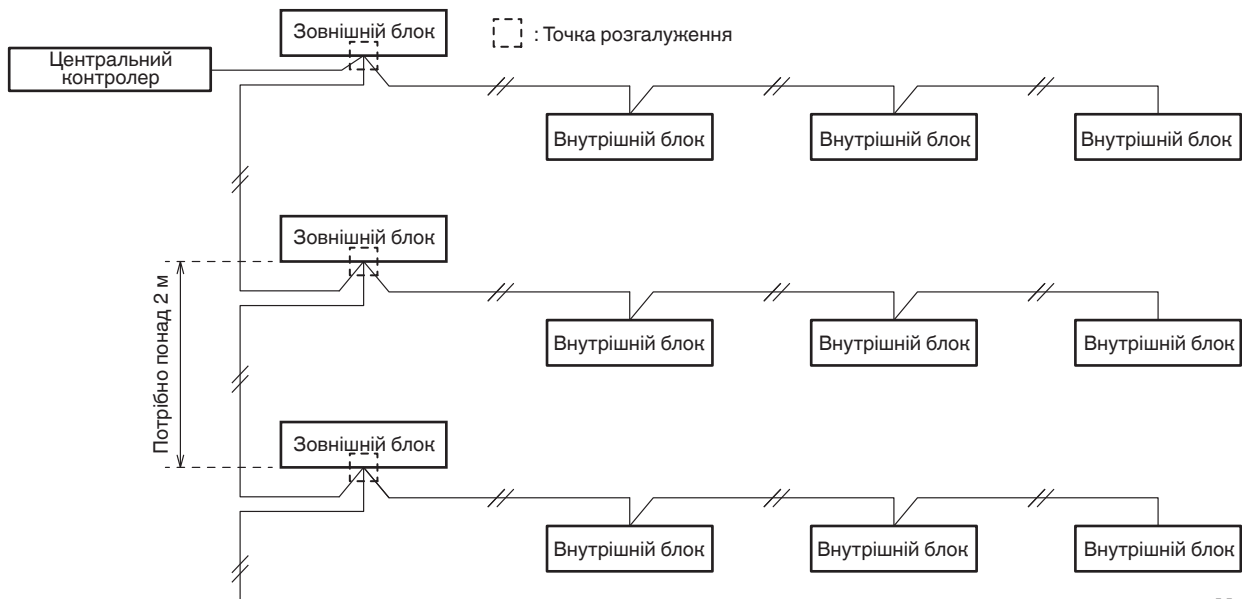 Зовнішній блок
: Точка розгалуження
Центральний
контролер
Внутрішній блок
Внутрішній блок
Внутрішній блок
Зовнішній блок
Потрібно понад 2 м
Внутрішній блок
Внутрішній блок
Внутрішній блок
Зовнішній блок
Внутрішній блок
Внутрішній блок
Внутрішній блок